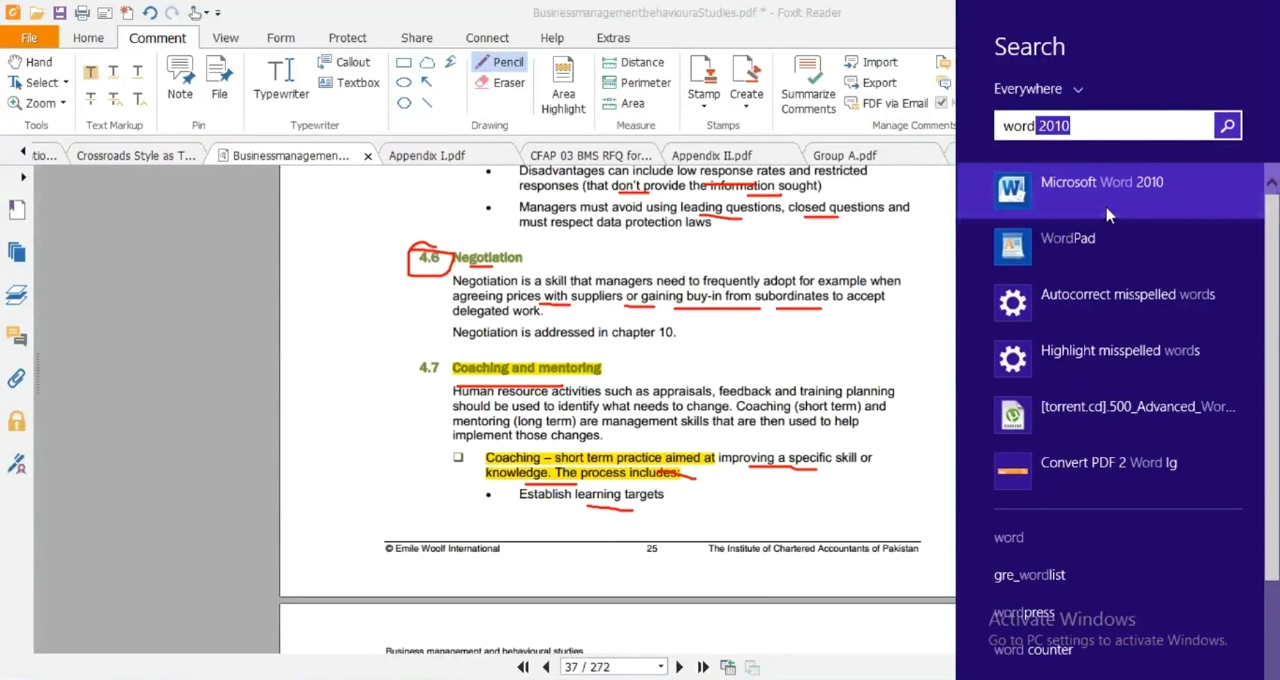 BusinessmanagementbehaviouraStudies.pdf * - Foxit Reader
File Home Comment View Form Protect Share Connect Help Extras
Hand
Select
Zoom
Tools
Text Markup
Note
File
Pin
Typewriter
Callout
Textbox
Typewriter
Pencil
Eraser
Drawing
Area
Highlight
Distance
Perimeter
Area
Measure
Stamp
Create
Stamps
Summarize
Comments
Import
Export
FDF via Email
Manage Comments
tio... Crossroads Style as T... Businessmanagemen... Appendix I.pdf CFAP 03 BMS RFQ for... Appendix II.pdf Group A.pdf
• Disadvantages can include low response rates and restricted
responses (that don't provide the information sought)
• Managers must avoid using leading questions, closed questions and
must respect data protection laws
4.6 Negotiation
Negotiation is a skill that managers need to frequently adopt for example when
agreeing prices with suppliers or gaining buy-in from subordinates to accept
delegated work.
Negotiation is addressed in chapter 10.
4.7 Coaching and mentoring
Human resource activities such as appraisals, feedback and training planning
should be used to identify what needs to change. Coaching (short term) and
mentoring (long term) are management skills that are then used to help
implement those changes.
❑ Coaching – short term practice aimed at improving a specific skill or
knowledge. The process includes:
• Establish learning targets
© Emile Woolf International 25 The Institute of Chartered Accountants of Pakistan
Business management and behavioural studies
37 / 272
Search
Everywhere
word 2010
Microsoft Word 2010
WordPad
Autocorrect misspelled words
Highlight misspelled words
[torrent.cd].500_Advanced_Wor...
Convert PDF 2 Word Ig
word
gre_wordlist
wordpress
word counter
Activate Windows
Go to PC settings to activate Windows.